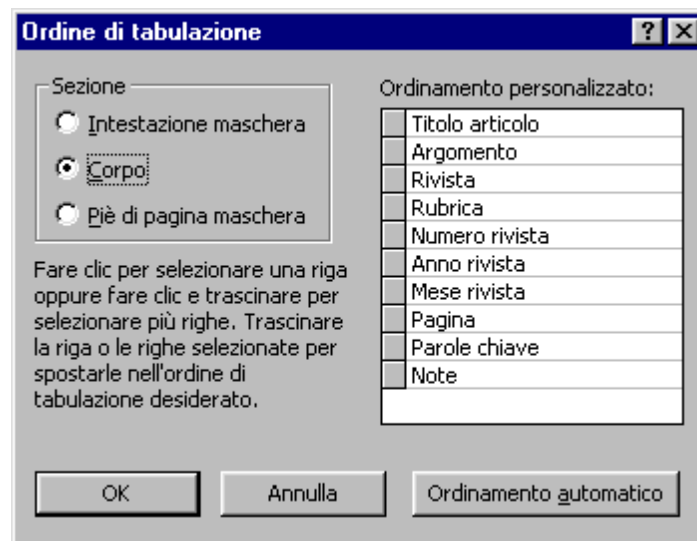 Ordine di tabulazione
Sezione
Intestazione maschera
Corpo
Piè di pagina maschera
Fare clic per selezionare una riga
oppure fare clic e trascinare per
selezionare più righe. Trascinare
la riga o le righe selezionate per
spostarle nell'ordine di
tabulazione desiderato.
Ordinamento personalizzato:
Titolo articolo
Argomento
Rivista
Rubrica
Numero rivista
Anno rivista
Mese rivista
Pagina
Parole chiave
Note
OK
Annulla
Ordinamento automatico